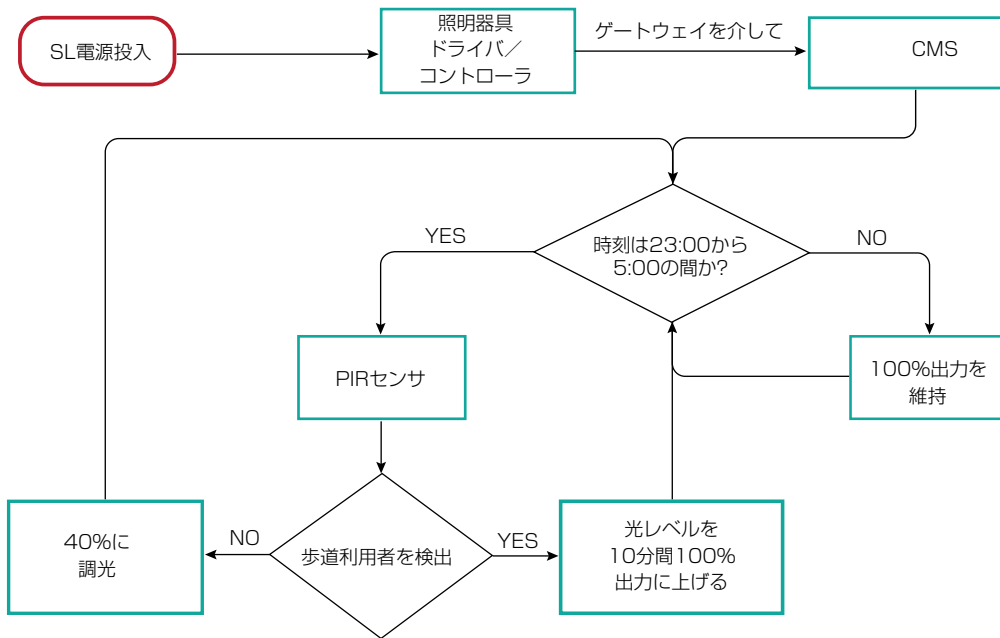 SL電源投入
照明器具
ドライバ／
コントローラ
ゲートウェイを介して
CMS
時刻は23:00から
5:00の間か?
YES
NO
PIRセンサ
100%出力を
維持
歩道利用者を検出
NO
YES
40%に
調光
光レベルを
10分間100%
出力に上げる